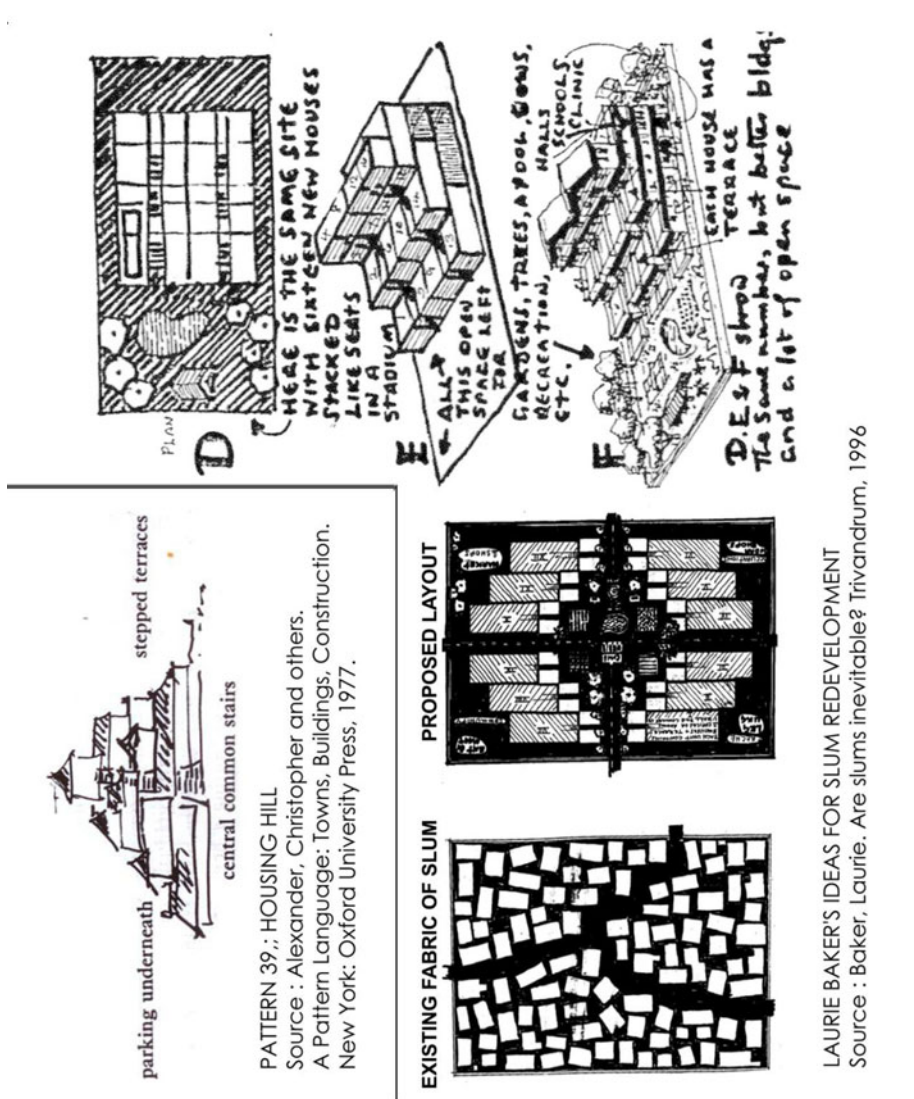 parking underneath
stepped terraces
central common stairs
PATTERN 39,; HOUSING HILL
Source : Alexander, Christopher and others.
A Pattern Language: Towns, Buildings, Construction.
New York: Oxford University Press, 1977.
PLAN
D
HERE IS THE SAME SITE
WITH SIXTEEN NEW HOUSES
STACKED
LIKE SEATS
IN A
STADIUM
E
ALL
THIS OPEN
SPACE LEFT
FOR
GARDENS, TREES, A POOL, COWS,
RECREATION, HALLS
ETC. SCHOOLS,
CLINIC
F
EACH HOUSE HAS A
TERRACE
D.E & F show
The same number, but better bldg:
and a lot of open space
EXISTING FABRIC OF SLUM
PROPOSED LAYOUT
H
H
H
H
H
H
H
H
H
H
H
H
LAURIE BAKER'S IDEAS FOR SLUM REDEVELOPMENT
Source : Baker, Laurie. Are slums inevitable? Trivandrum, 1996